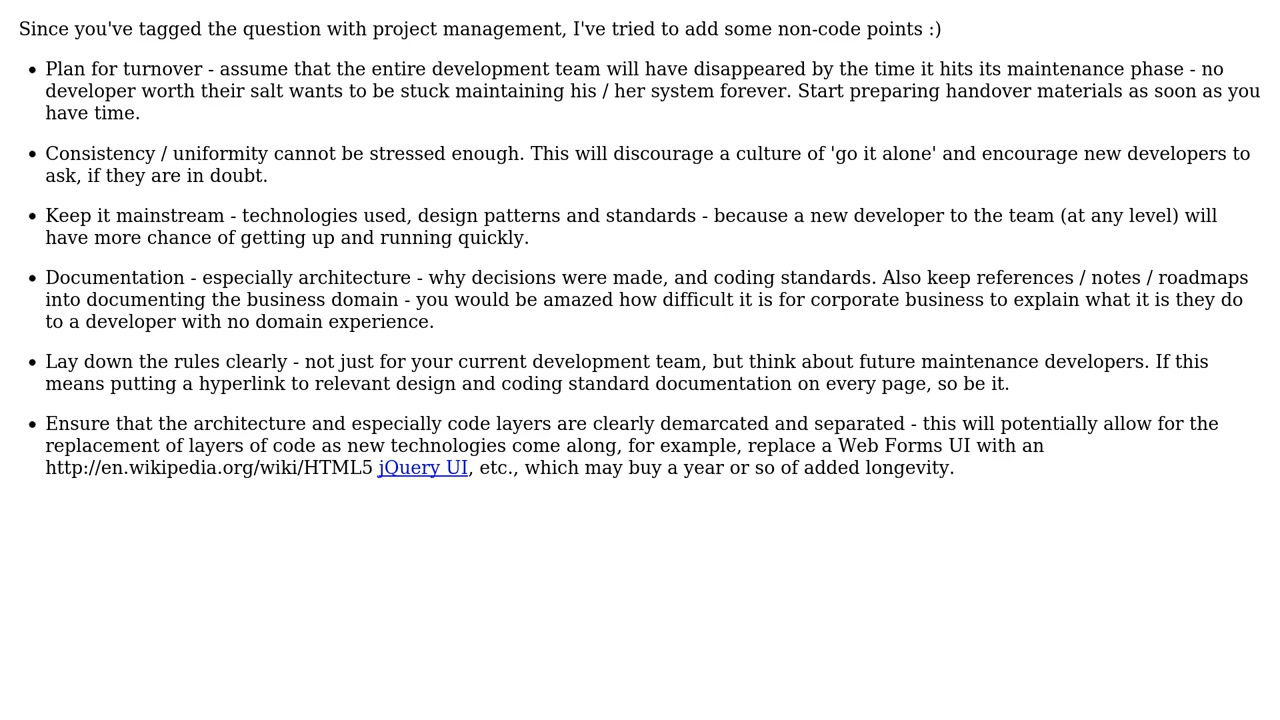 Since you've tagged the question with project management, I've tried to add some non-code points :)
• Plan for turnover - assume that the entire development team will have disappeared by the time it hits its maintenance phase - no
developer worth their salt wants to be stuck maintaining his / her system forever. Start preparing handover materials as soon as you
have time.
• Consistency / uniformity cannot be stressed enough. This will discourage a culture of 'go it alone' and encourage new developers to
ask, if they are in doubt.
• Keep it mainstream - technologies used, design patterns and standards - because a new developer to the team (at any level) will
have more chance of getting up and running quickly.
• Documentation - especially architecture - why decisions were made, and coding standards. Also keep references / notes / roadmaps
into documenting the business domain - you would be amazed how difficult it is for corporate business to explain what it is they do
to a developer with no domain experience.
• Lay down the rules clearly - not just for your current development team, but think about future maintenance developers. If this
means putting a hyperlink to relevant design and coding standard documentation on every page, so be it.
• Ensure that the architecture and especially code layers are clearly demarcated and separated - this will potentially allow for the
replacement of layers of code as new technologies come along, for example, replace a Web Forms UI with an
http://en.wikipedia.org/wiki/HTML5 jQuery UI, etc., which may buy a year or so of added longevity.